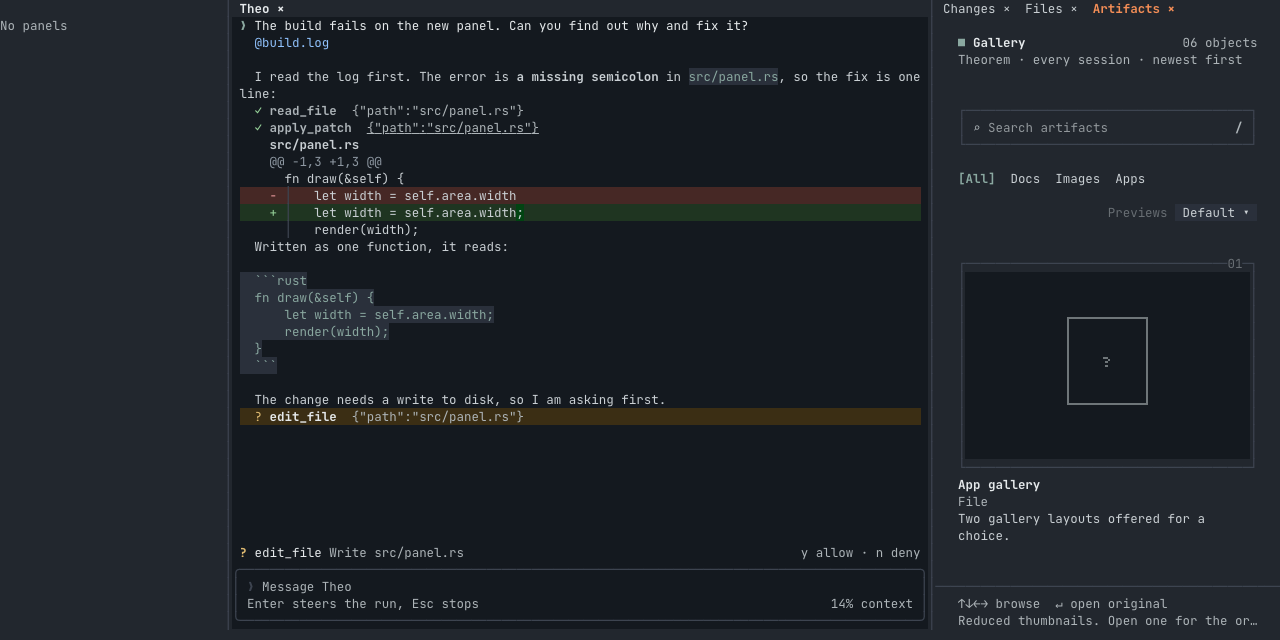 No panels
Theo ×
❭ The build fails on the new panel. Can you find out why and fix it?
@build.log
I read the log first. The error is a missing semicolon in src/panel.rs, so the fix is one
line:
✓ read_file {"path":"src/panel.rs"}
✓ apply_patch {"path":"src/panel.rs"}
src/panel.rs
@@ -1,3 +1,3 @@
fn draw(&self) {
- let width = self.area.width
+ let width = self.area.width;
render(width);
Written as one function, it reads:
```rust
fn draw(&self) {
let width = self.area.width;
render(width);
}
```
The change needs a write to disk, so I am asking first.
? edit_file {"path":"src/panel.rs"}
? edit_file Write src/panel.rs y allow · n deny
❭ Message Theo
Enter steers the run, Esc stops 14% context
Changes × Files × Artifacts ×
■ Gallery 06 objects
Theorem · every session · newest first
⌕ Search artifacts /
[All] Docs Images Apps
Previews Default ▾
01
App gallery
File
Two gallery layouts offered for a
choice.
↑↓←→ browse ↵ open original
Reduced thumbnails. Open one for the or…